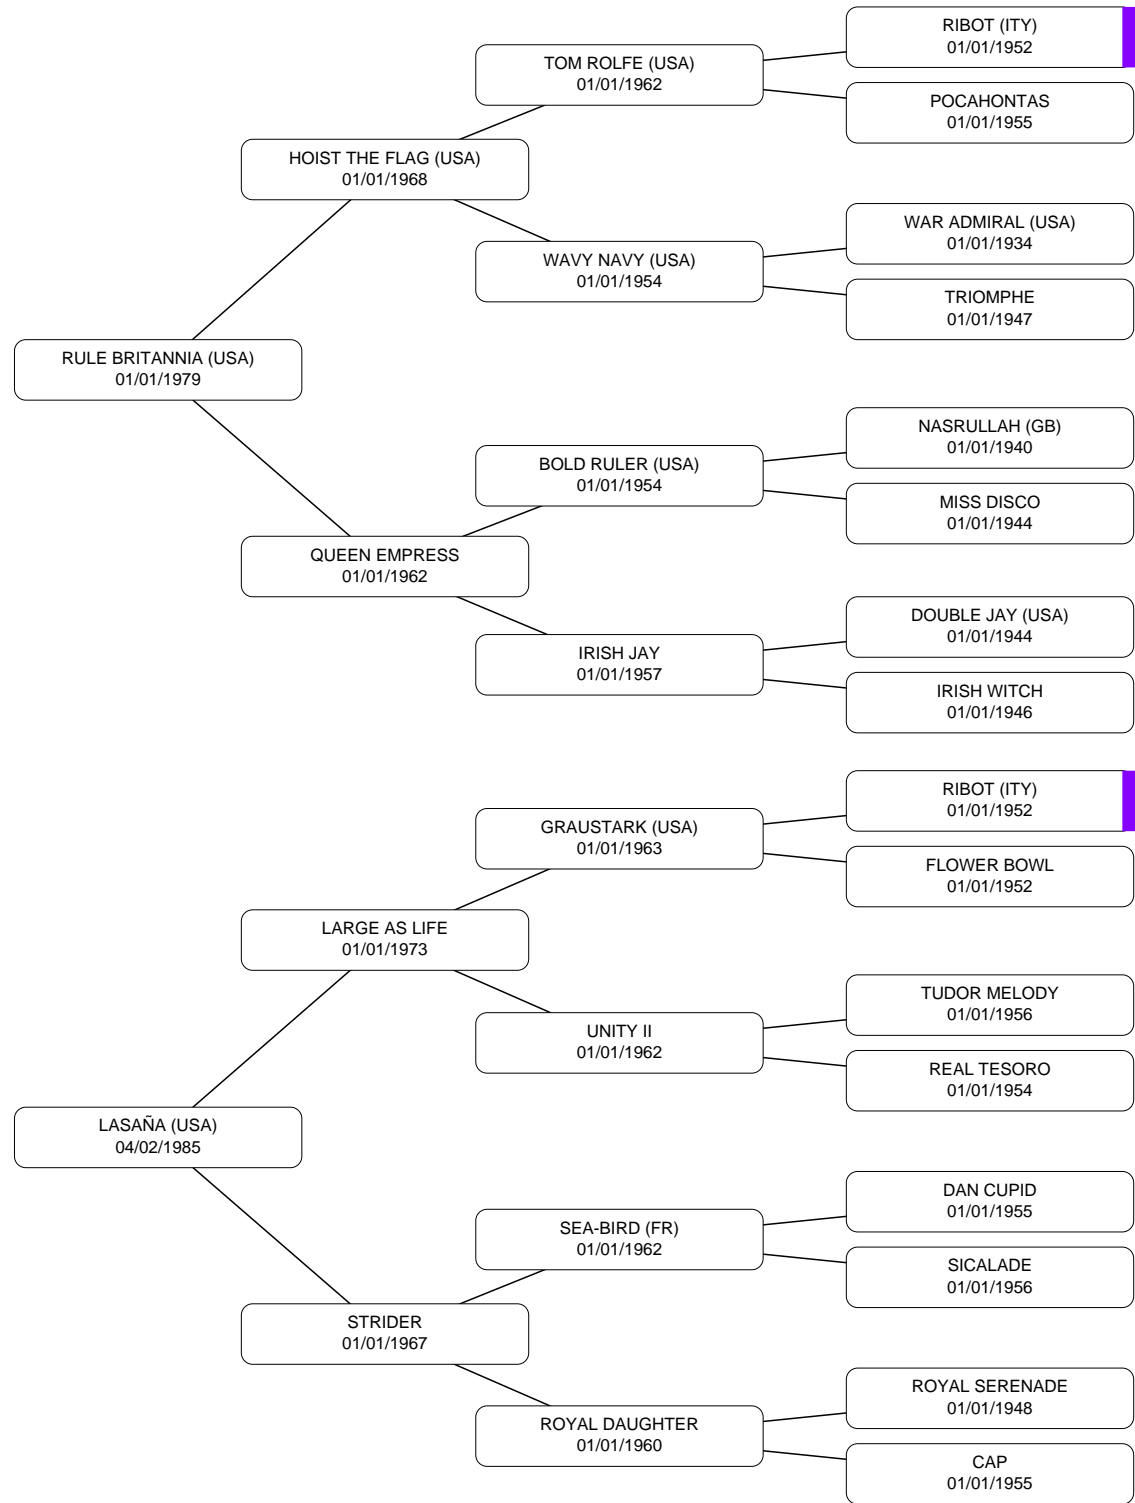 RIBOT (ITY)
01/01/1952
TOM ROLFE (USA)
01/01/1962
POCAHONTAS
01/01/1955
HOIST THE FLAG (USA)
01/01/1968
WAR ADMIRAL (USA)
01/01/1934
WAVY NAVY (USA)
01/01/1954
TRIOMPHE
01/01/1947
RULE BRITANNIA (USA)
01/01/1979
NASRULLAH (GB)
01/01/1940
BOLD RULER (USA)
01/01/1954
MISS DISCO
01/01/1944
QUEEN EMPRESS
01/01/1962
DOUBLE JAY (USA)
01/01/1944
IRISH JAY
01/01/1957
IRISH WITCH
01/01/1946
RIBOT (ITY)
01/01/1952
GRAUSTARK (USA)
01/01/1963
FLOWER BOWL
01/01/1952
LARGE AS LIFE
01/01/1973
TUDOR MELODY
01/01/1956
UNITY II
01/01/1962
REAL TESORO
01/01/1954
LASAÑA (USA)
04/02/1985
DAN CUPID
01/01/1955
SEA-BIRD (FR)
01/01/1962
SICALADE
01/01/1956
STRIDER
01/01/1967
ROYAL SERENADE
01/01/1948
ROYAL DAUGHTER
01/01/1960
CAP
01/01/1955